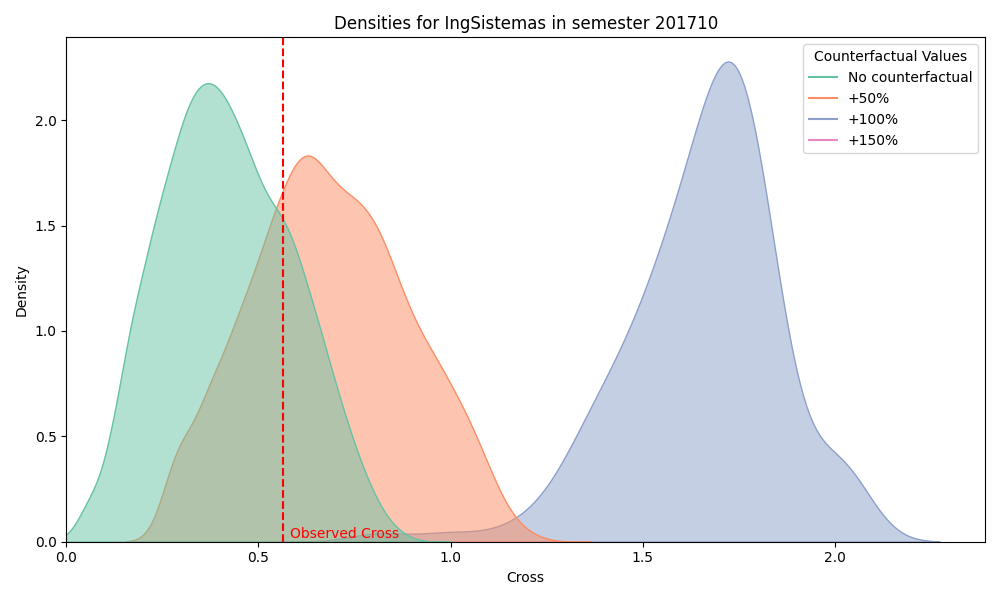 Densities for IngSistemas in semester 201710
Counterfactual Values
No counterfactual
+50%
+100%
+150%
Density
2.0
1.5
1.0
0.5
0.0
Observed Cross
0.0 0.5 1.0 1.5 2.0
Cross